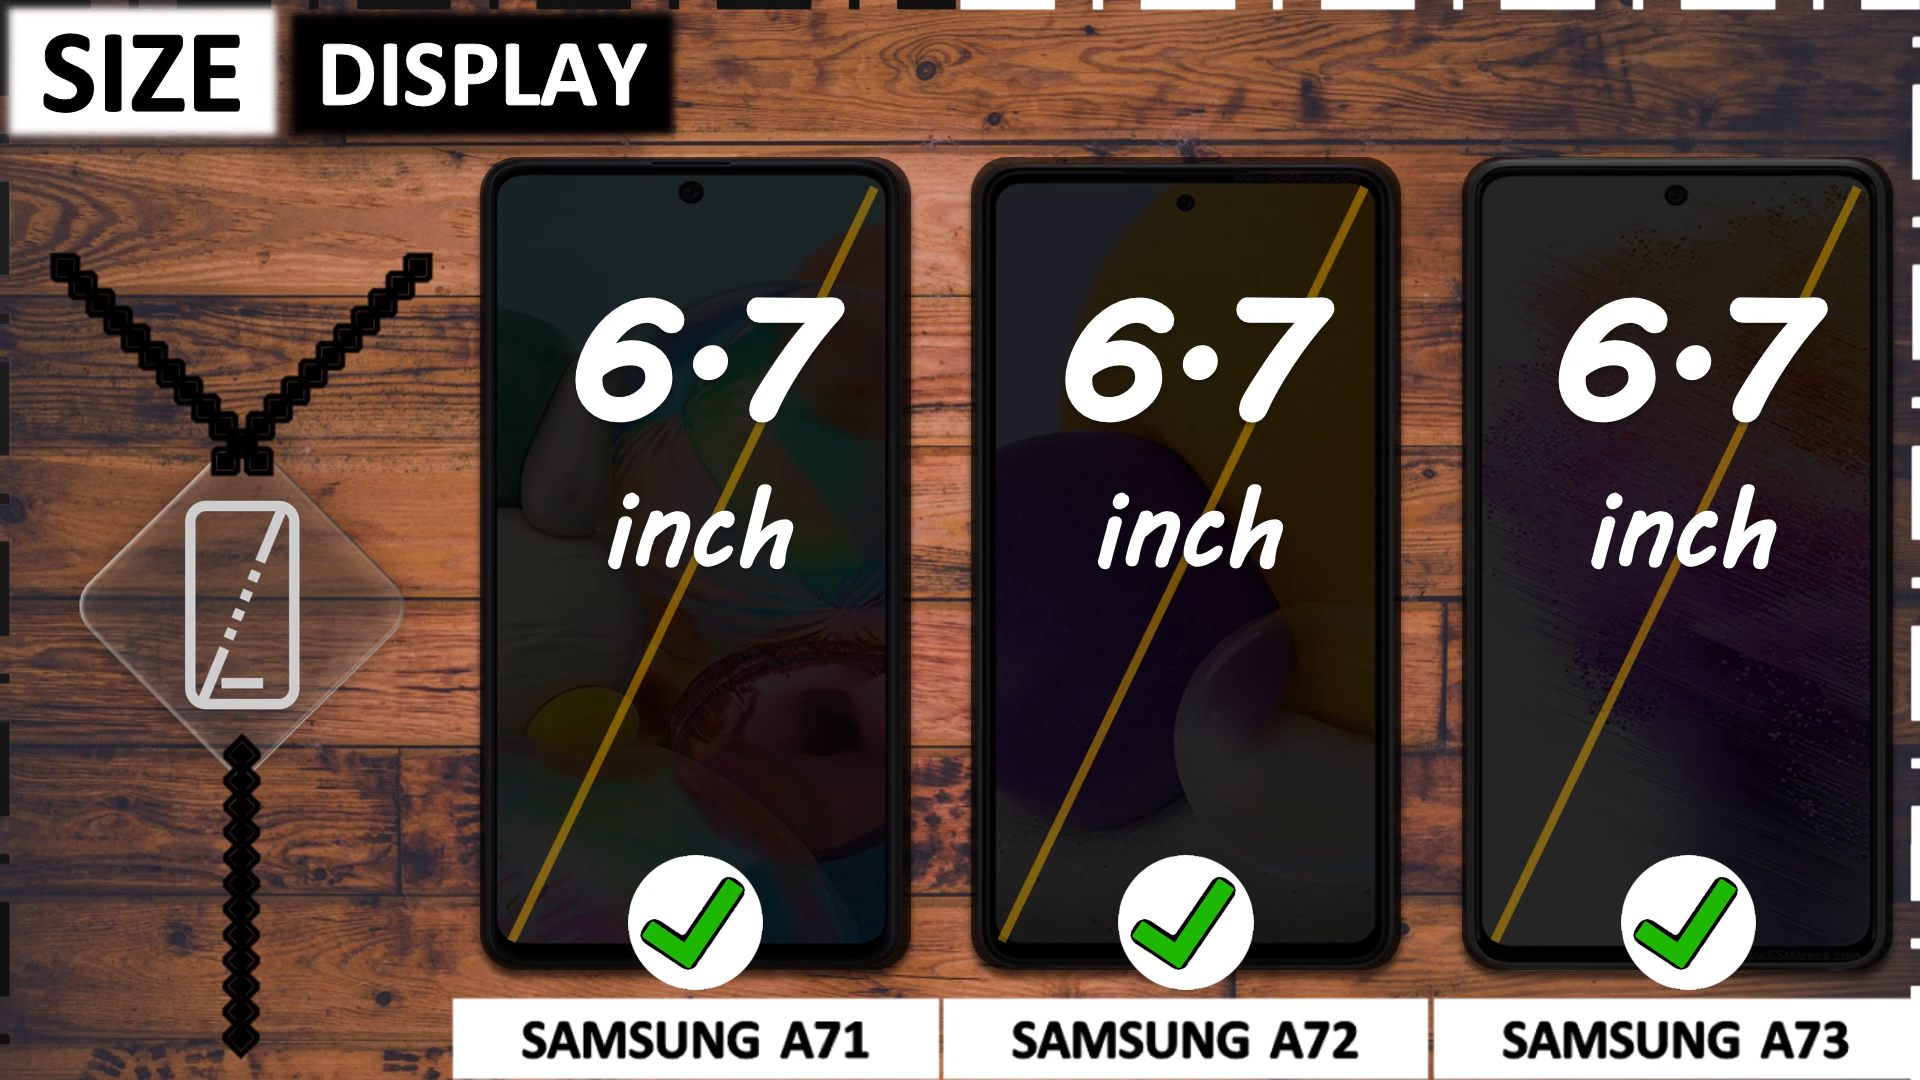 SIZE DISPLAY
6.7 6.7 6.7
inch inch inch
SAMSUNG A71 SAMSUNG A72 SAMSUNG A73